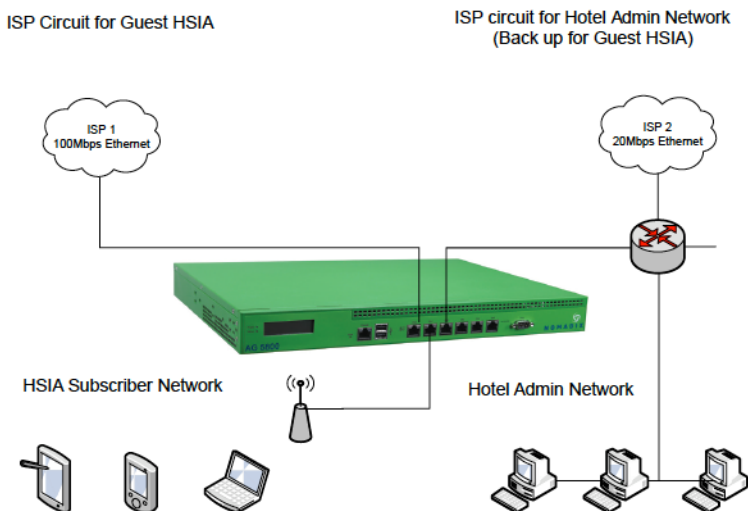 ISP Circuit for Guest HSIA
ISP circuit for Hotel Admin Network
(Back up for Guest HSIA)
ISP 1
100Mbps Ethernet
ISP 2
20Mbps Ethernet
AG 5800
NOMADIX
HSIA Subscriber Network
Hotel Admin Network